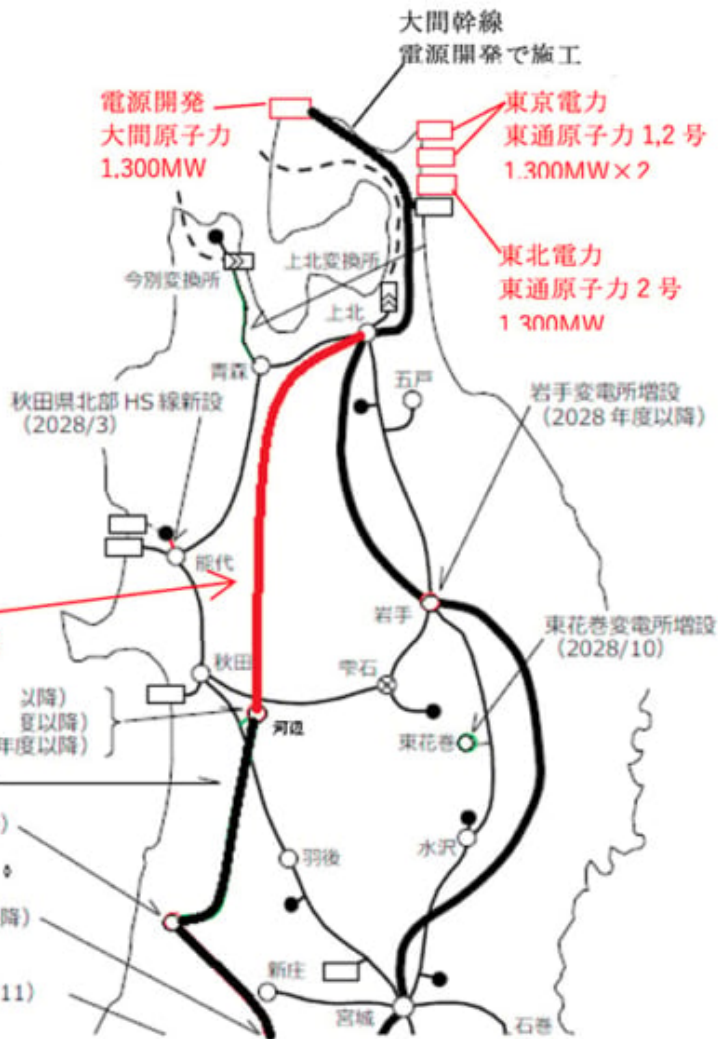 大間幹線
電源開発で施工
電源開発
大間原子力
1,300MW
東京電力
東通原子力 1,2 号
1,300MW×2
東北電力
東通原子力 2 号
1,300MW
上北変換所
今別変換所
上北
青森
五戸
秋田県北部 HS 線新設
（2028/3）
岩手変電所増設
（2028 年度以降）
能代
岩手
東花巻変電所増設
（2028/10）
秋田
雫石
以降）
度以降）
年度以降）
河辺
東花巻
）
羽後
水沢
降）
新庄
11）
宮城
石巻